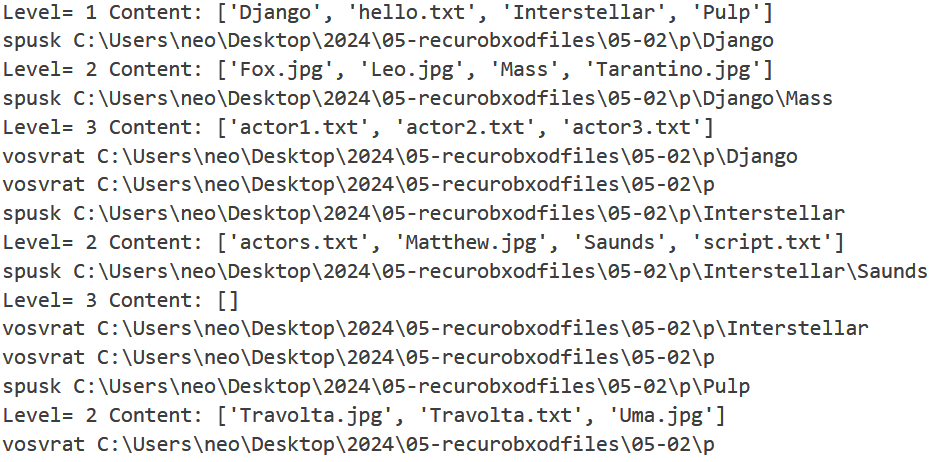 Level= 1 Content: ['Django', 'hello.txt', 'Interstellar', 'Pulp']
spusk C:\Users\neo\Desktop\2024\05-recurobxodfiles\05-02\p\Django
Level= 2 Content: ['Fox.jpg', 'Leo.jpg', 'Mass', 'Tarantino.jpg']
spusk C:\Users\neo\Desktop\2024\05-recurobxodfiles\05-02\p\Django\Mass
Level= 3 Content: ['actor1.txt', 'actor2.txt', 'actor3.txt']
vosvrat C:\Users\neo\Desktop\2024\05-recurobxodfiles\05-02\p\Django
vosvrat C:\Users\neo\Desktop\2024\05-recurobxodfiles\05-02\p
spusk C:\Users\neo\Desktop\2024\05-recurobxodfiles\05-02\p\Interstellar
Level= 2 Content: ['actors.txt', 'Matthew.jpg', 'Saunds', 'script.txt']
spusk C:\Users\neo\Desktop\2024\05-recurobxodfiles\05-02\p\Interstellar\Saunds
Level= 3 Content: []
vosvrat C:\Users\neo\Desktop\2024\05-recurobxodfiles\05-02\p\Interstellar
vosvrat C:\Users\neo\Desktop\2024\05-recurobxodfiles\05-02\p
spusk C:\Users\neo\Desktop\2024\05-recurobxodfiles\05-02\p\Pulp
Level= 2 Content: ['Travolta.jpg', 'Travolta.txt', 'Uma.jpg']
vosvrat C:\Users\neo\Desktop\2024\05-recurobxodfiles\05-02\p